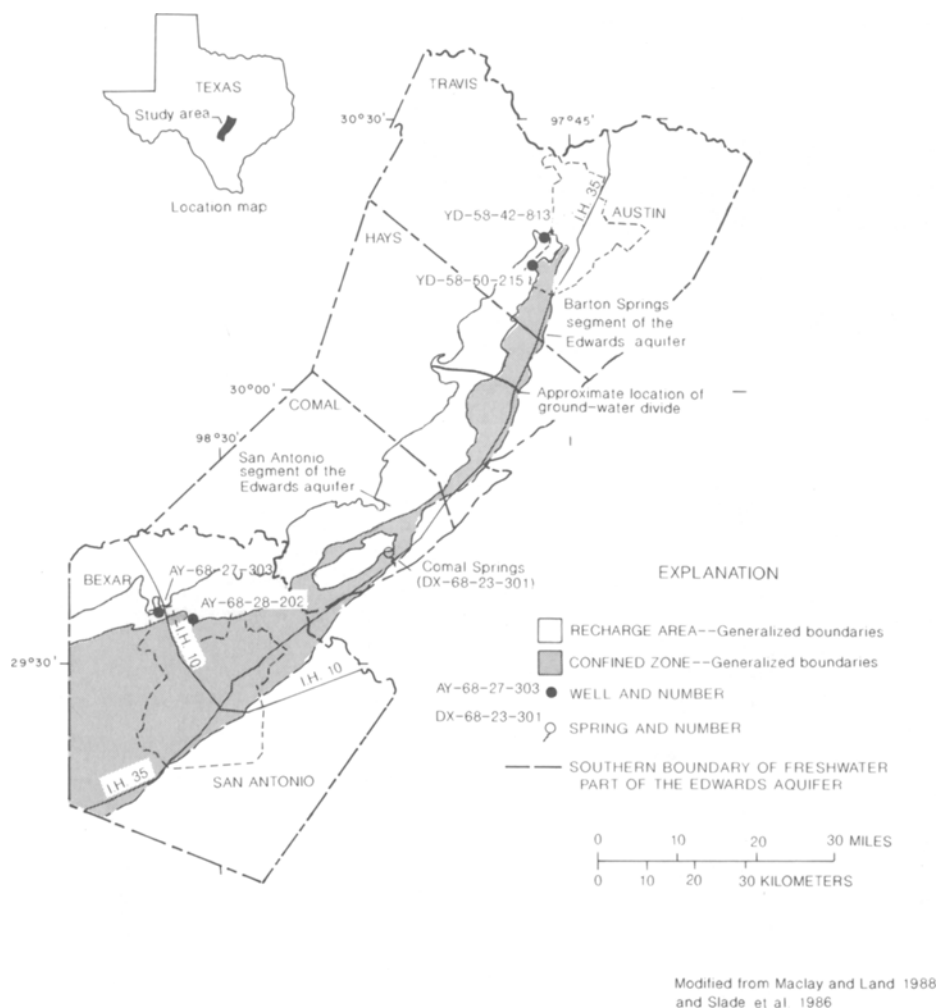 TEXAS
Study area
Location map
TRAVIS
30°30'
97°45'
I.H. 35
AUSTIN
YD-58-42-813
HAYS
YD-58-50-215
Barton Springs
segment of the
Edwards aquifer
30°00'
COMAL
Approximate location of
ground-water divide
98°30'
San Antonio
segment of the
Edwards aquifer
Comal Springs
(DX-68-23-301)
BEXAR
AY-68-27-303
AY-68-28-202
I.H. 10
29°30'
I.H. 10
I.H. 35
SAN ANTONIO
EXPLANATION
RECHARGE AREA--Generalized boundaries
CONFINED ZONE--Generalized boundaries
AY-68-27-303 WELL AND NUMBER
DX-68-23-301 SPRING AND NUMBER
SOUTHERN BOUNDARY OF FRESHWATER
PART OF THE EDWARDS AQUIFER
0 10 20 30 MILES
0 10 20 30 KILOMETERS
Modified from Maclay and Land 1988
and Slade et al 1986